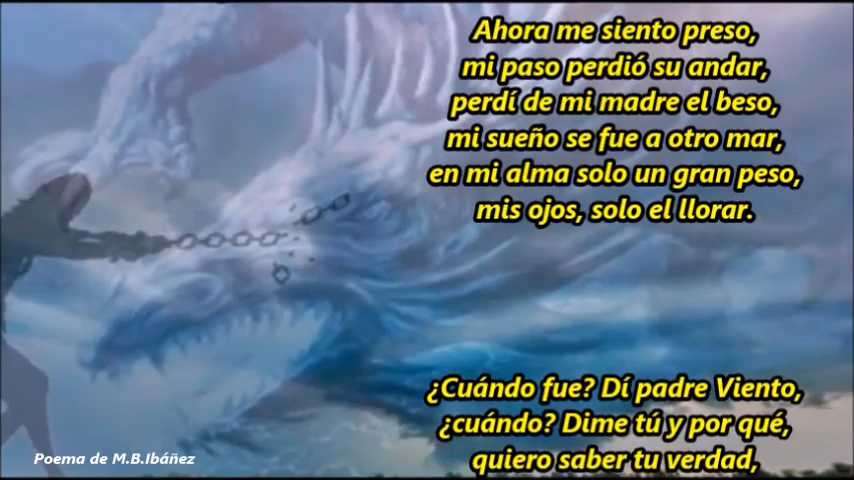 Ahora me siento preso,
mi paso perdió su andar,
perdí de mi madre el beso,
mi sueño se fue a otro mar,
en mi alma solo un gran peso,
mis ojos, solo el llorar.
¿Cuándo fue? Dí padre Viento,
¿cuándo? Dime tú y por qué,
quiero saber tu verdad,
Poema de M.B.Ibáñez